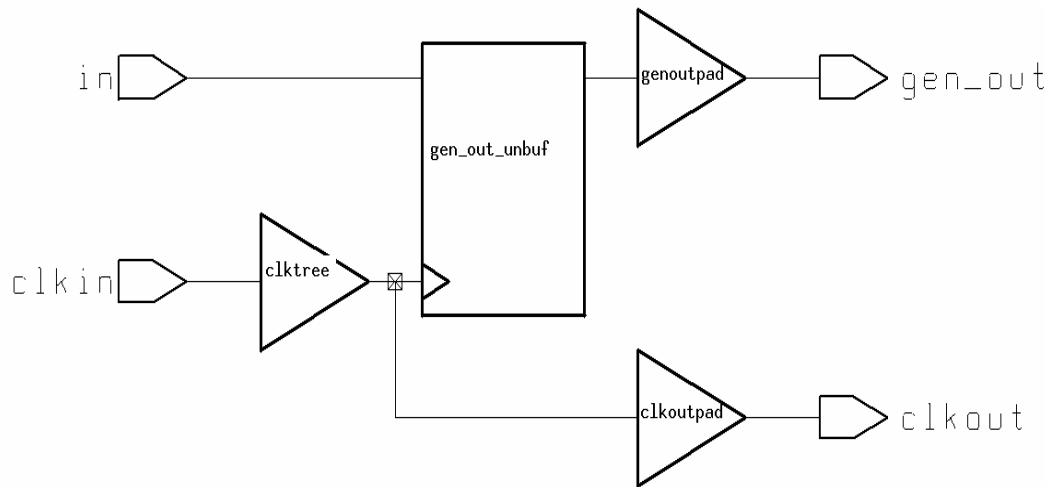 in
genoutpad
gen_out
gen_out_unbuf
clkin
clktree
clkoutpad
clkout